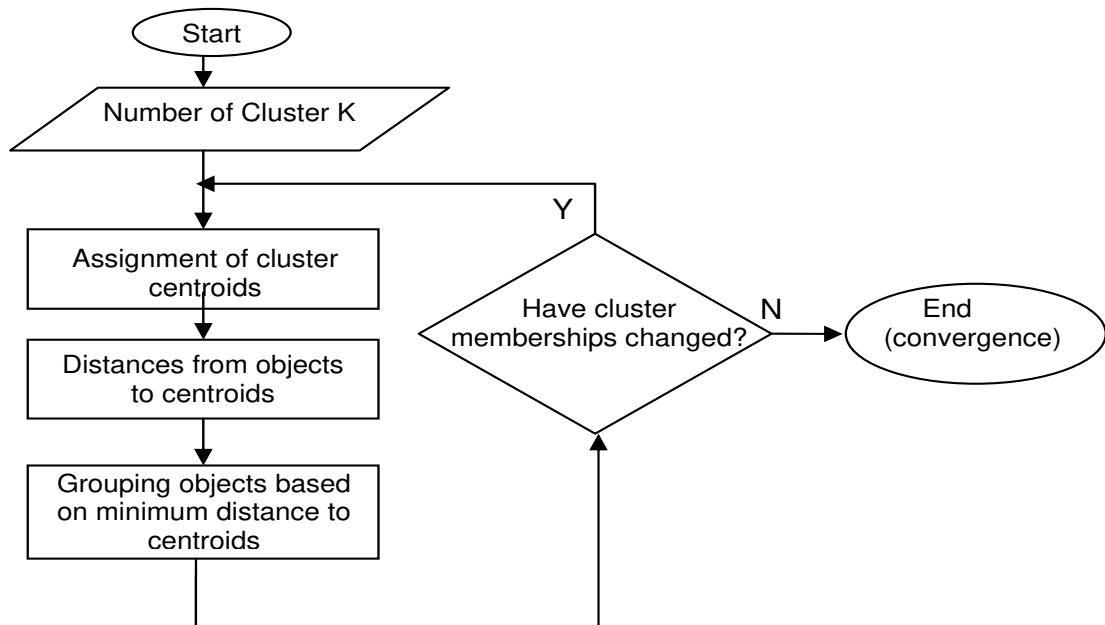 Start
Number of Cluster K
Assignment of cluster
centroids
Distances from objects
to centroids
Grouping objects based
on minimum distance to
centroids
Y
Have cluster
memberships changed?
N
End
(convergence)